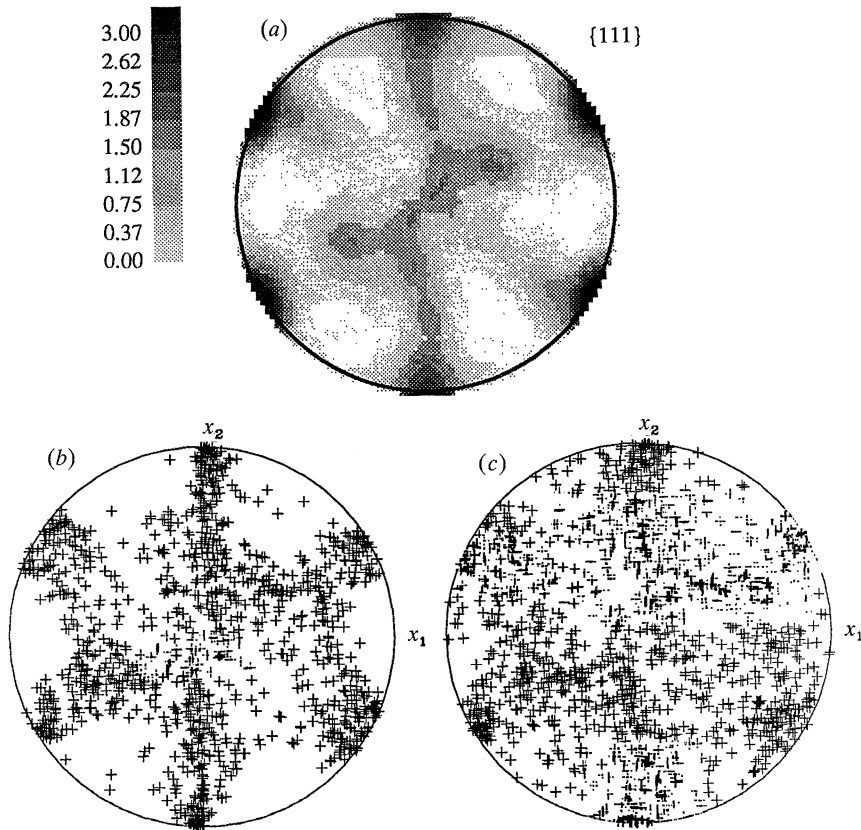 3.00
2.62
2.25
1.87
1.50
1.12
0.75
0.37
0.00
(a)
{111}
(b)
x₂
x₁
(c)
x₂
x₁